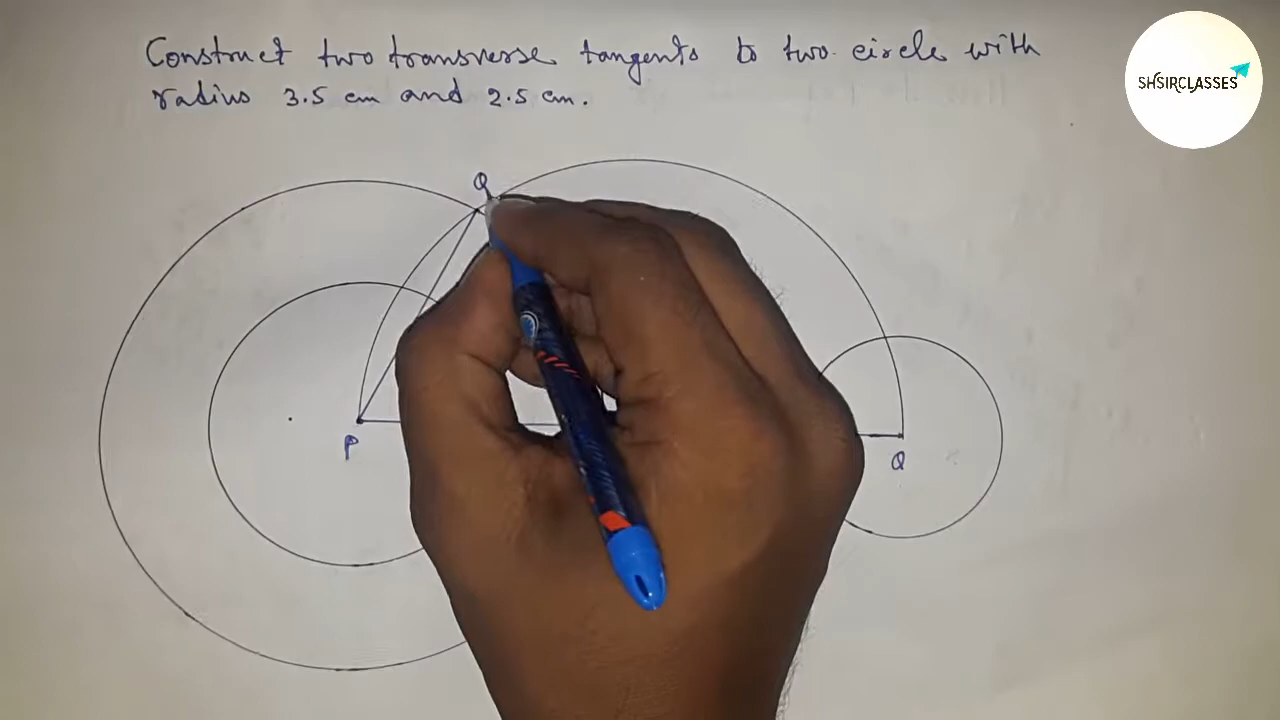 Construct two transverse tangents to two circle with
radius 3.5 cm and 2.5 cm.
SHSIRCLASSES
Q
P
Q